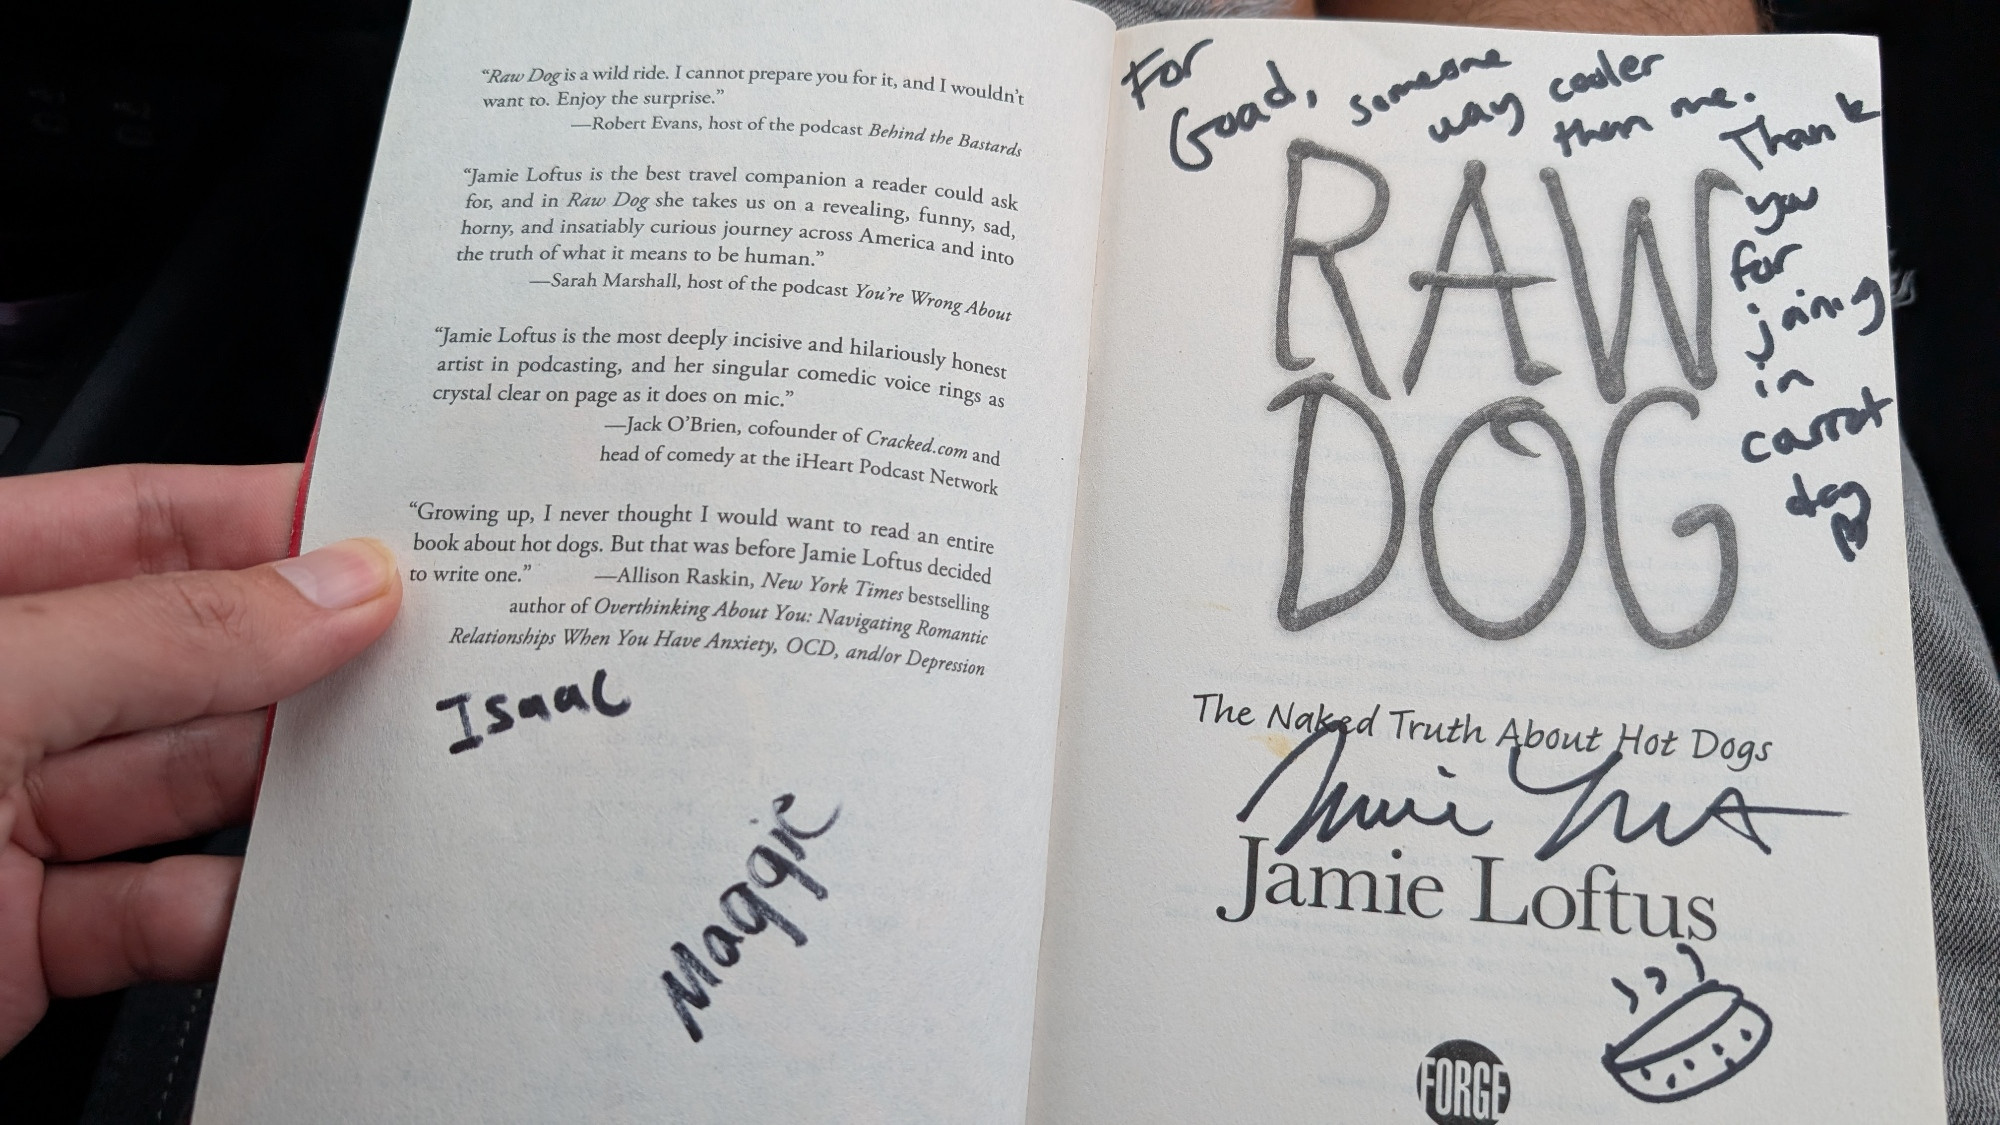 “Raw Dog is a wild ride. I cannot prepare you for it, and I wouldn’t
want to. Enjoy the surprise.”
—Robert Evans, host of the podcast Behind the Bastards
“Jamie Loftus is the best travel companion a reader could ask
for, and in Raw Dog she takes us on a revealing, funny, sad,
horny, and insatiably curious journey across America and into
the truth of what it means to be human.”
—Sarah Marshall, host of the podcast You’re Wrong About
“Jamie Loftus is the most deeply incisive and hilariously honest
artist in podcasting, and her singular comedic voice rings as
crystal clear on page as it does on mic.”
—Jack O’Brien, cofounder of Cracked.com and
head of comedy at the iHeart Podcast Network
“Growing up, I never thought I would want to read an entire
book about hot dogs. But that was before Jamie Loftus decided
to write one.” —Allison Raskin, New York Times bestselling
author of Overthinking About You: Navigating Romantic
Relationships When You Have Anxiety, OCD, and/or Depression
Isaac
Maggie
For
Goad, someone
way cooler
than me.
Thank
you
for
joining
in
carrot
dog
RAW
DOG
The Naked Truth About Hot Dogs
Jamie Loftus
Jamie Loftus
FORGE